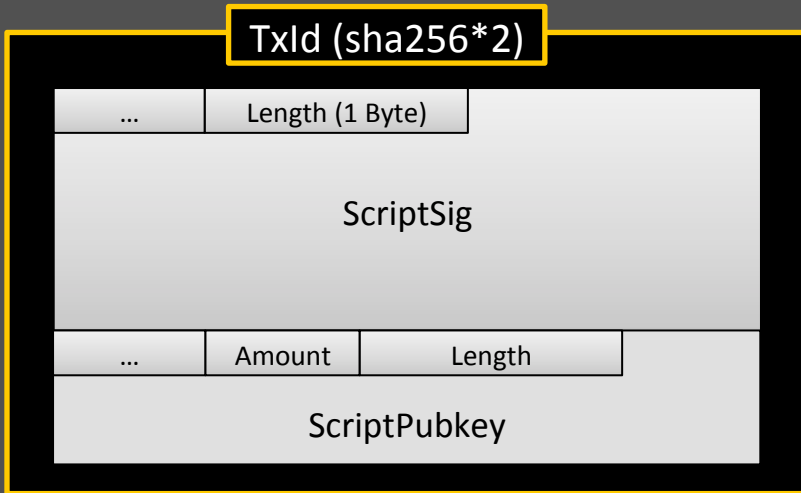 TxId (sha256*2)
... Length (1 Byte)
ScriptSig
... Amount Length
ScriptPubkey